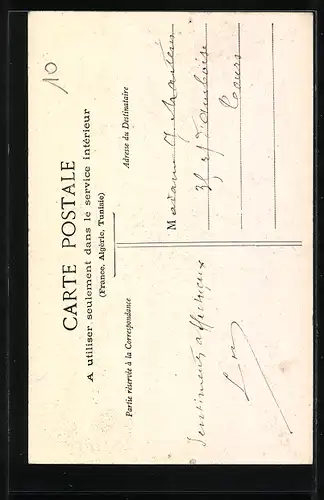 10
CARTE POSTALE
A utiliser seulement dans le service intérieur
(France, Algérie, Tunisie)
Partie réservée à la Correspondance
Adresse du Destinataire
Sentiments affectueux
Madame